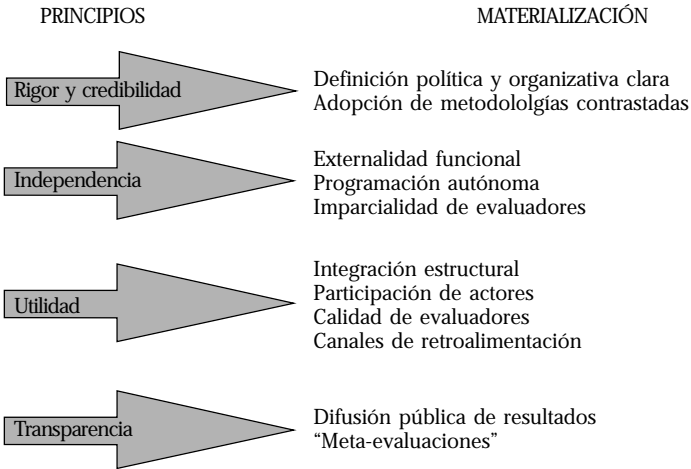 PRINCIPIOS
MATERIALIZACIÓN
Rigor y credibilidad
Definición política y organizativa clara
Adopción de metodololgías contrastadas
Independencia
Externalidad funcional
Programación autónoma
Imparcialidad de evaluadores
Utilidad
Integración estructural
Participación de actores
Calidad de evaluadores
Canales de retroalimentación
Transparencia
Difusión pública de resultados
“Meta-evaluaciones”